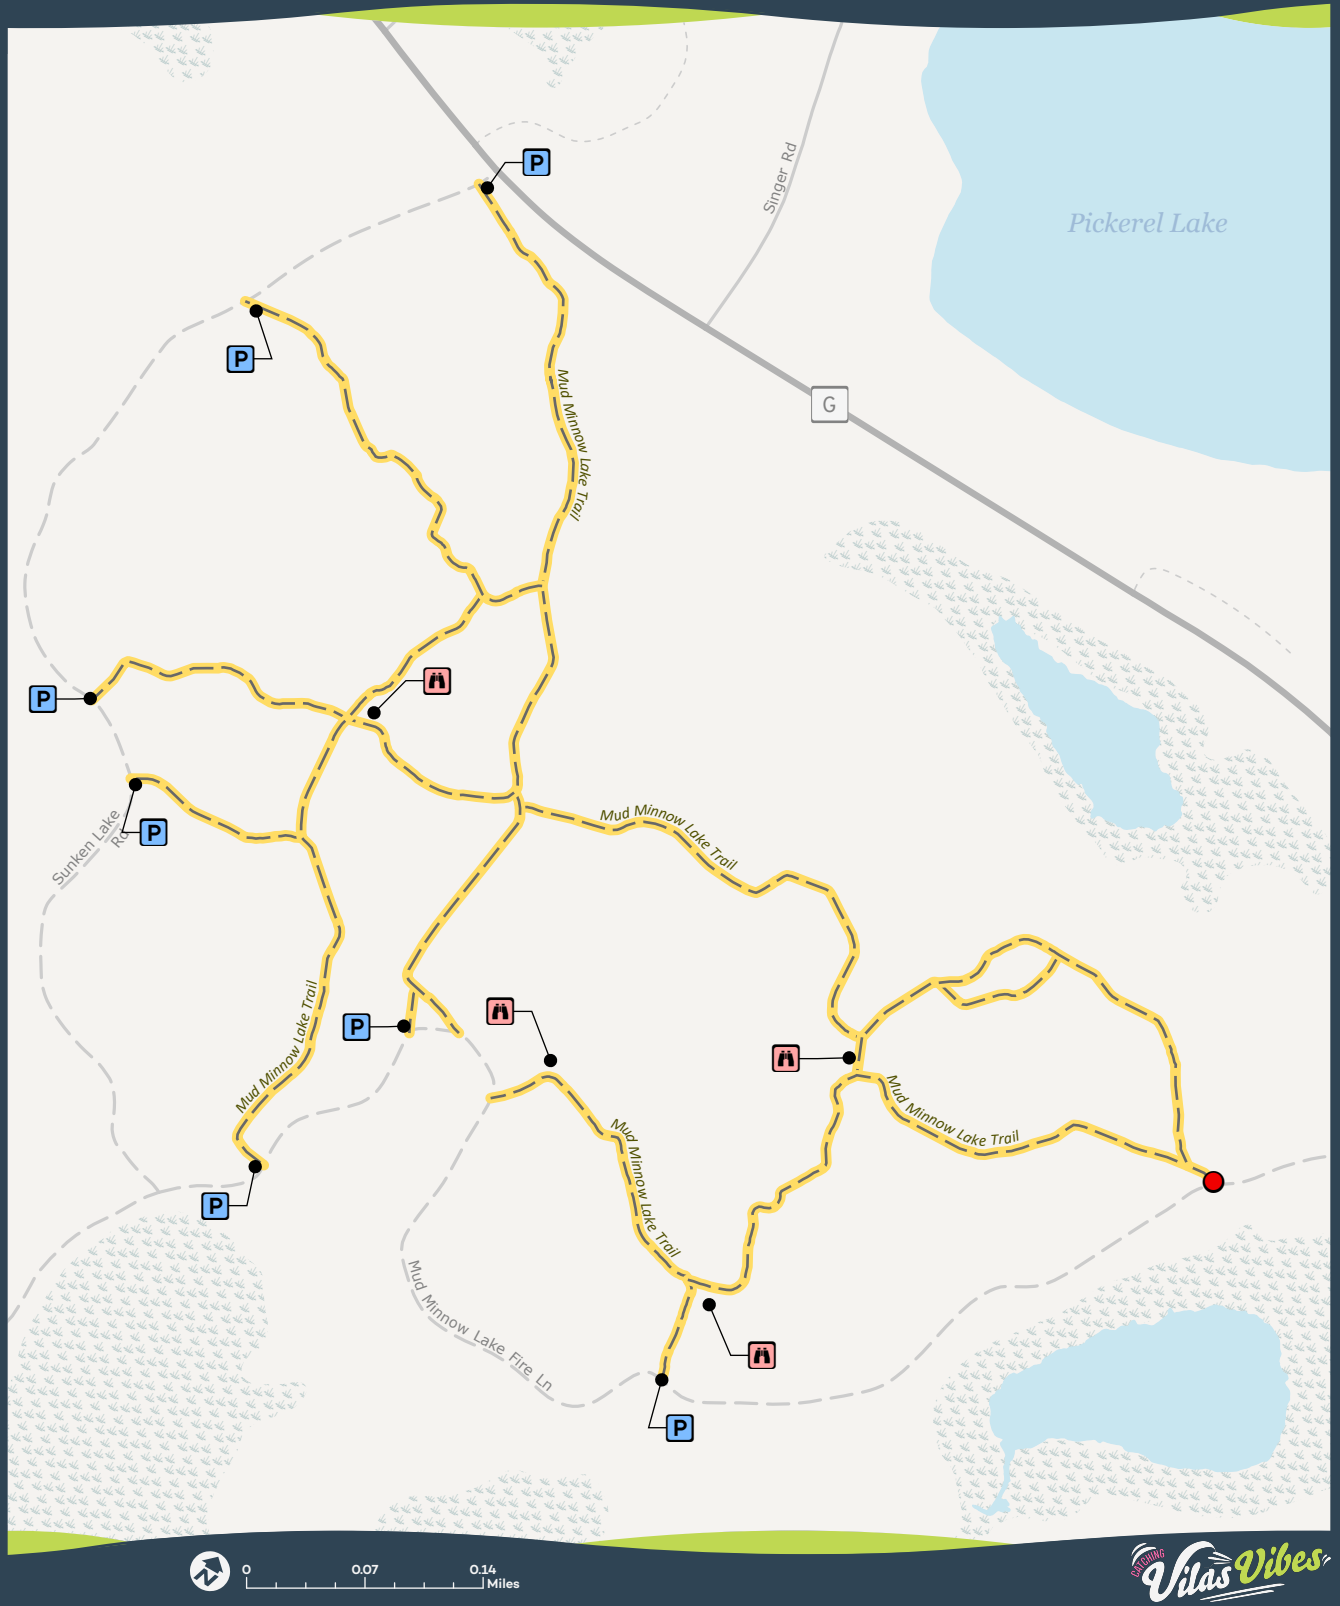 P
Singer Rd
Pickerel Lake
P
Mud Minnow Lake Trail
G
P
P
Sunken Lake
Rd
Mud Minnow Lake Trail
Mud Minnow Lake Trail
P
Mud Minnow Lake Trail
Mud Minnow Lake Trail
P
Mud Minnow Lake Fire Ln
P
N
0
0.07
0.14
Miles
CATCHING
Vilas Vibes